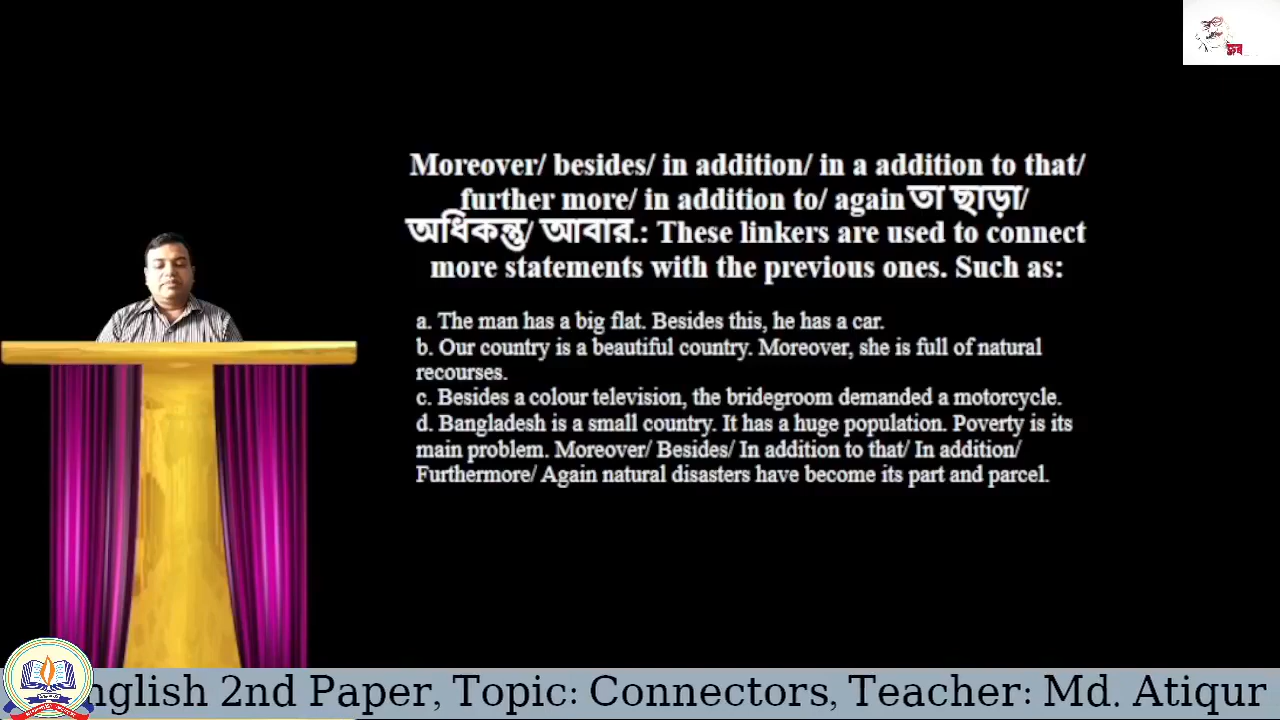 Moreover/ besides/ in addition/ in a addition to that/
further more/ in addition to/ againতা ছাড়া/
অধিকন্তু/ আবার.: These linkers are used to connect
more statements with the previous ones. Such as:
a. The man has a big flat. Besides this, he has a car.
b. Our country is a beautiful country. Moreover, she is full of natural
recourses.
c. Besides a colour television, the bridegroom demanded a motorcycle.
d. Bangladesh is a small country. It has a huge population. Poverty is its
main problem. Moreover/ Besides/ In addition to that/ In addition/
Furthermore/ Again natural disasters have become its part and parcel.
nglish 2nd Paper, Topic: Connectors, Teacher: Md. Atiqur